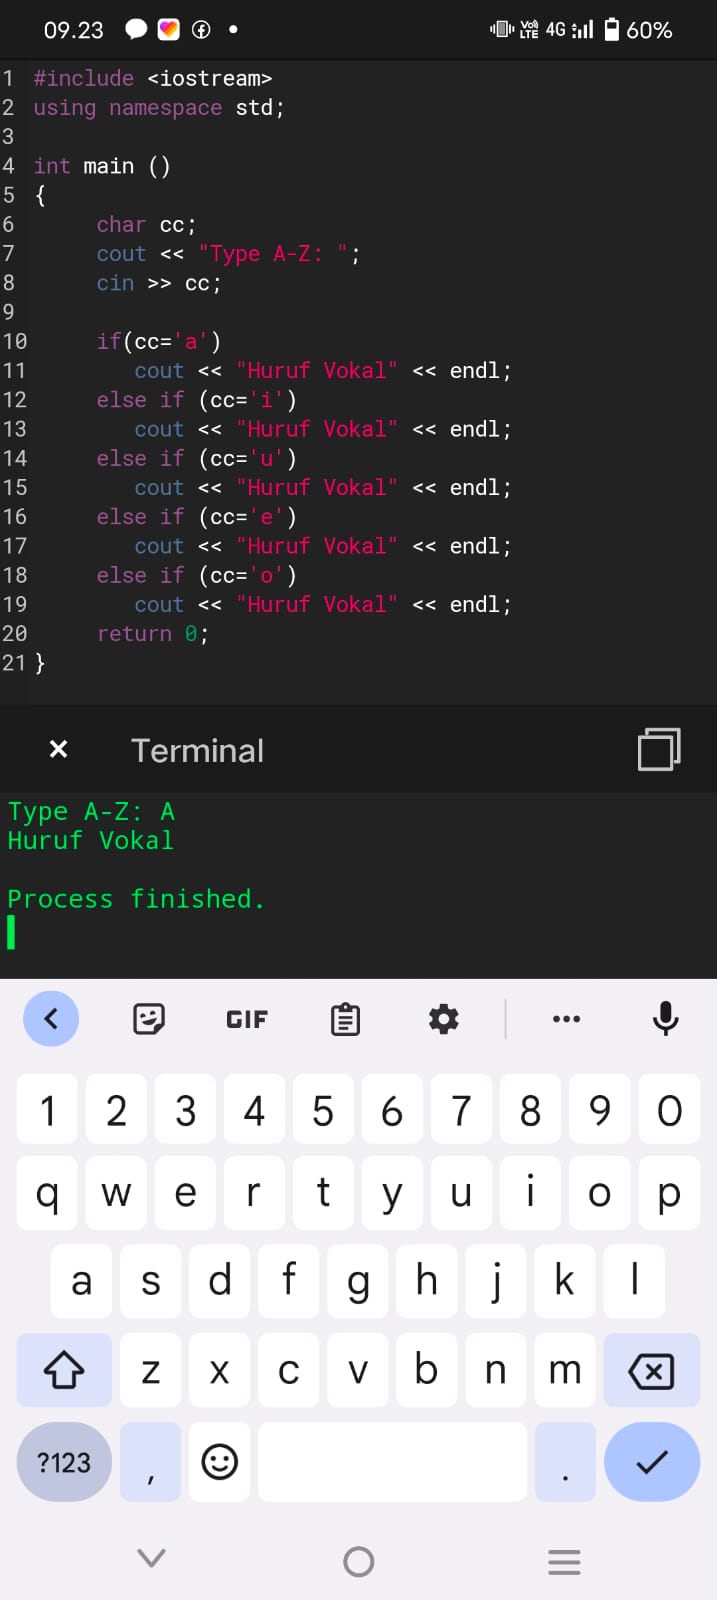 09.23 VoD LTE 4G 60%
1 #include <iostream>
2 using namespace std;
3
4 int main ()
5 {
6 char cc;
7 cout << "Type A-Z: ";
8 cin >> cc;
9
10 if(cc='a')
11 cout << "Huruf Vokal" << endl;
12 else if (cc='i')
13 cout << "Huruf Vokal" << endl;
14 else if (cc='u')
15 cout << "Huruf Vokal" << endl;
16 else if (cc='e')
17 cout << "Huruf Vokal" << endl;
18 else if (cc='o')
19 cout << "Huruf Vokal" << endl;
20 return 0;
21 }
× Terminal
Type A-Z: A
Huruf Vokal
Process finished.
GIF
1 2 3 4 5 6 7 8 9 0
q w e r t y u i o p
a s d f g h j k l
z x c v b n m
?123 , .